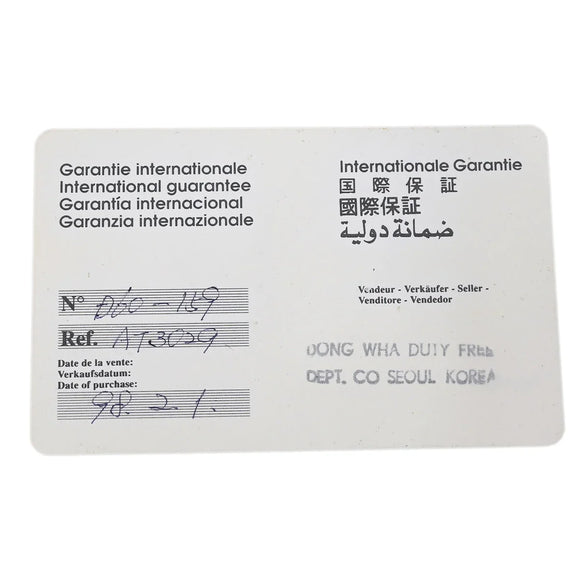 Garantie internationale
International guarantee
Garantía internacional
Garanzia internazionale
N° D60-159
Ref. AT3029
Date de la vente:
Verkaufsdatum:
Date of purchase:
98. 2. 1.
Internationale Garantie
国際保証
國際保証
ضمانة دولية
Vendeur - Verkäufer - Seller -
Venditore - Vendedor
DONG WHA DUTY FREE
DEPT. CO SEOUL KOREA